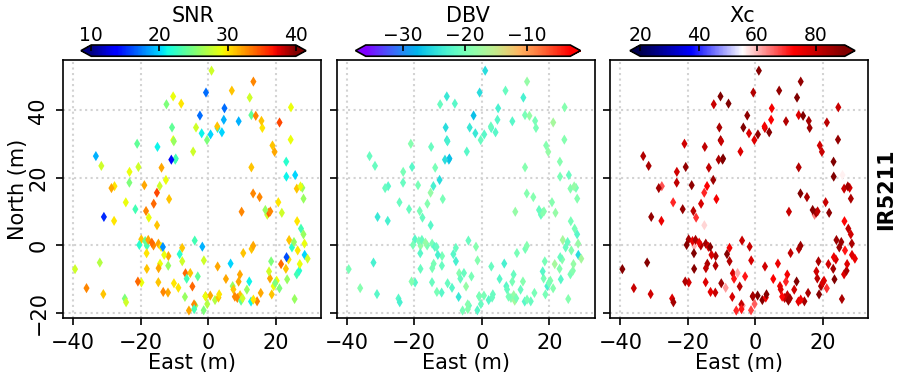 SNR DBV Xc
10 20 30 40 −30 −20 −10 20 40 60 80
40
20
0
−20
North (m)
IR5211
−40 −20 0 20 −40 −20 0 20 −40 −20 0 20
East (m) East (m) East (m)